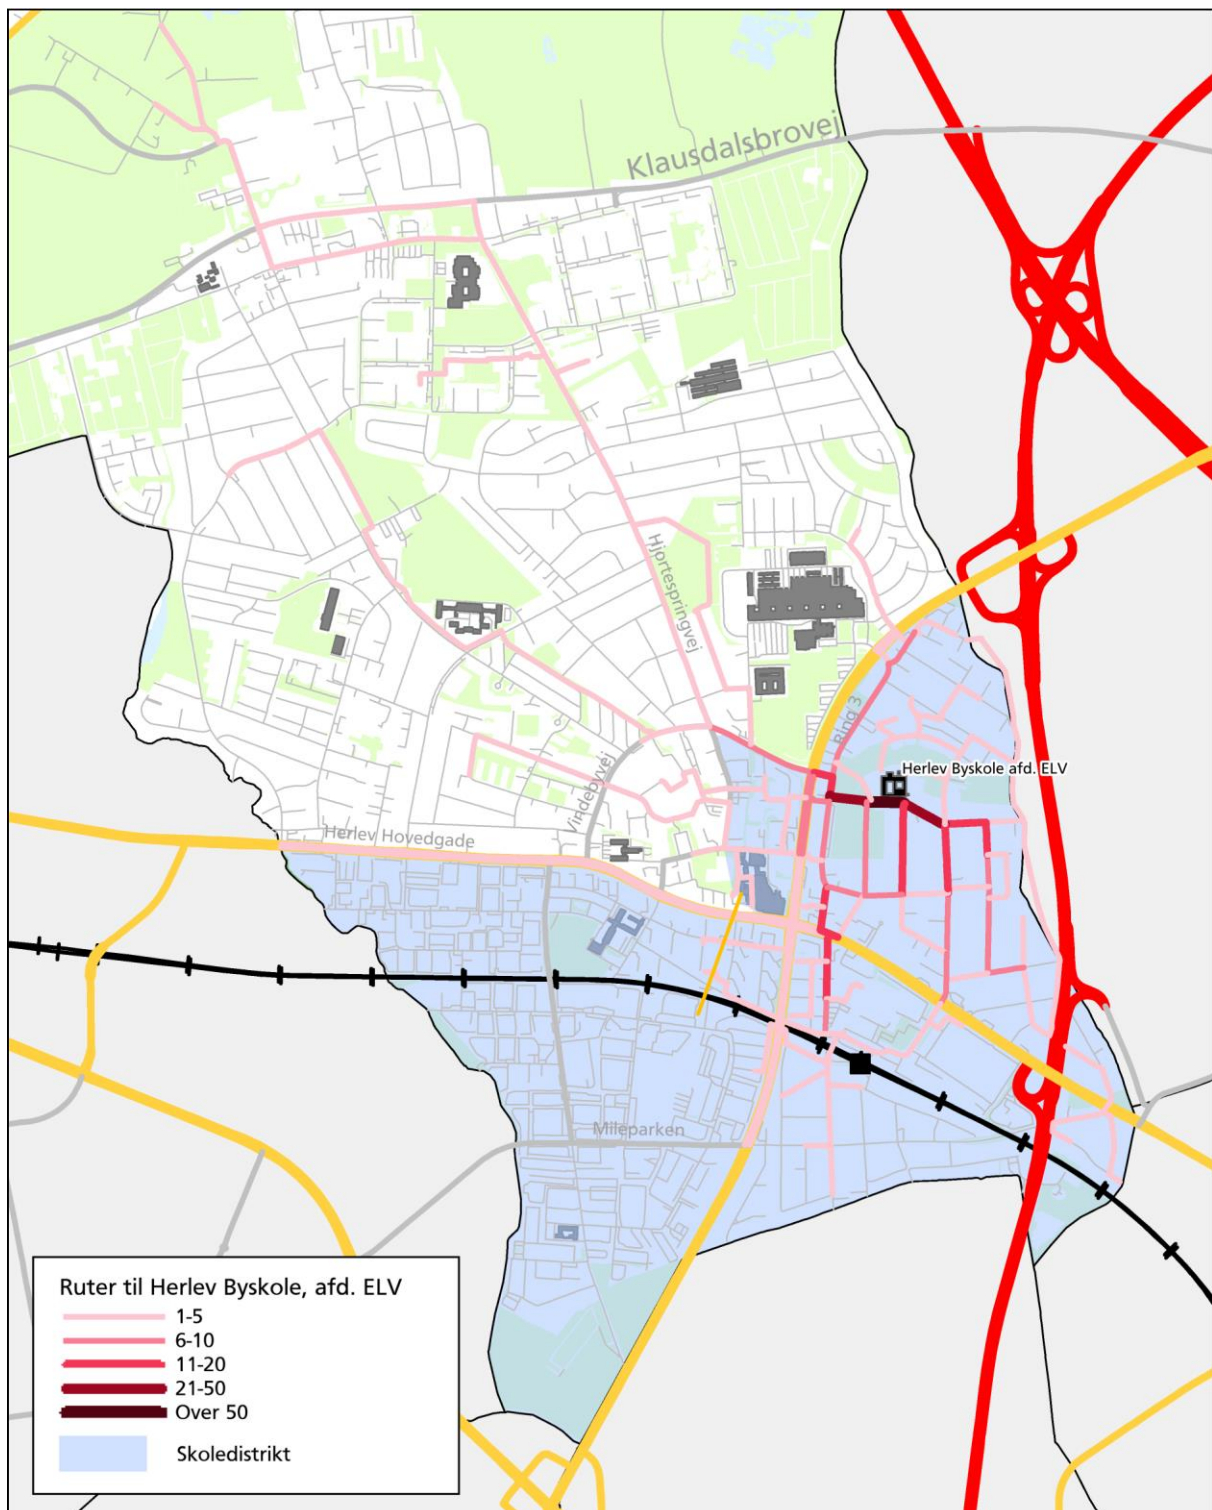 Klausdalsbrovej
Hjortespringvej
Ring 3
Herlev Byskole afd. ELV
Vindebyvej
Herlev Hovedgade
Mileparken
Ruter til Herlev Byskole, afd. ELV
1-5
6-10
11-20
21-50
Over 50
Skoledistrikt